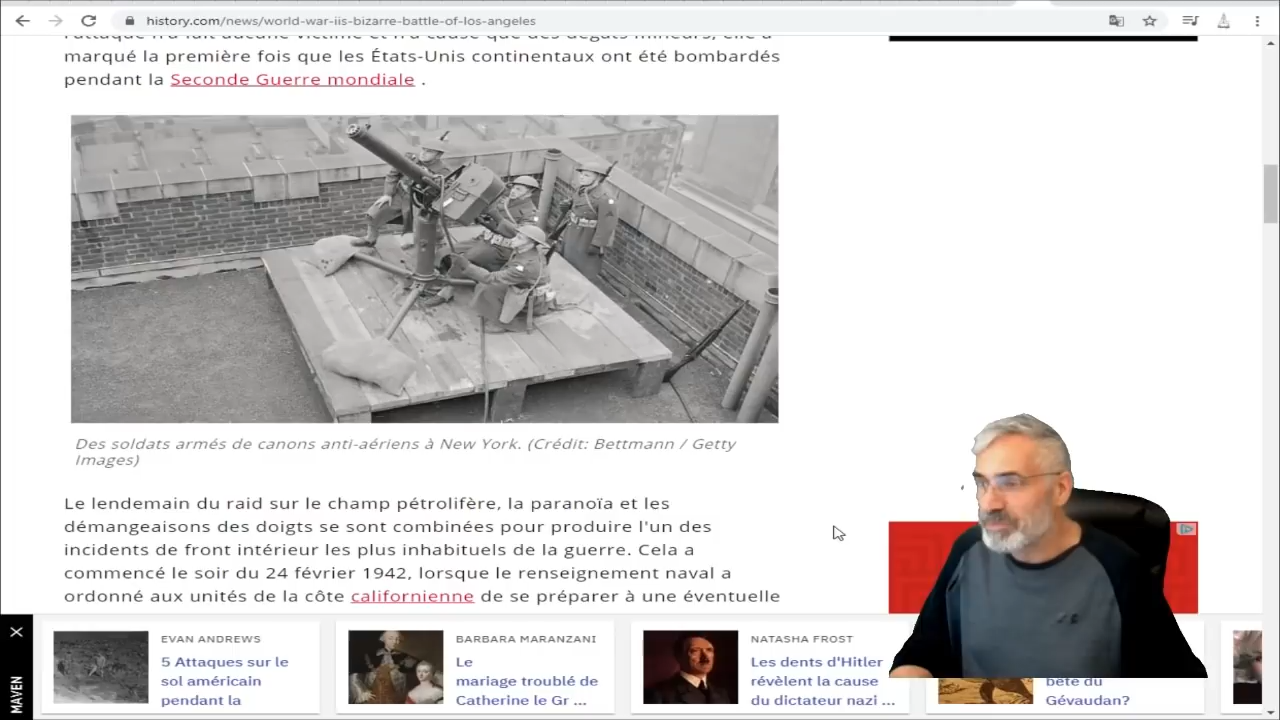 history.com/news/world-war-iis-bizarre-battle-of-los-angeles
marqué la première fois que les États-Unis continentaux ont été bombardés
pendant la Seconde Guerre mondiale .
Des soldats armés de canons anti-aériens à New York. (Crédit: Bettmann / Getty
Images)
Le lendemain du raid sur le champ pétrolifère, la paranoïa et les
démangeaisons des doigts se sont combinées pour produire l'un des
incidents de front intérieur les plus inhabituels de la guerre. Cela a
commencé le soir du 24 février 1942, lorsque le renseignement naval a
ordonné aux unités de la côte californienne de se préparer à une éventuelle
MAVEN
EVAN ANDREWS
5 Attaques sur le
sol américain
pendant la
BARBARA MARANZANI
Le
mariage troublé de
Catherine le Gr ...
NATASHA FROST
Les dents d'Hitler
révèlent la cause
du dictateur nazi ...
bête du
Gévaudan?